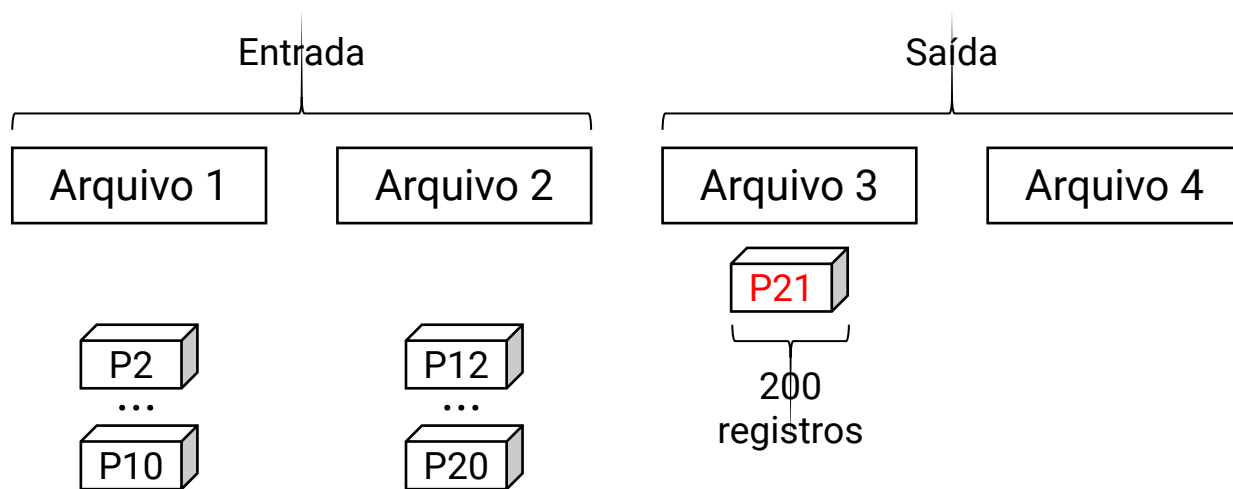 Entrada
Saída
Arquivo 1
Arquivo 2
Arquivo 3
Arquivo 4
P21
P2
P12
200
...
...
registros
P10
P20